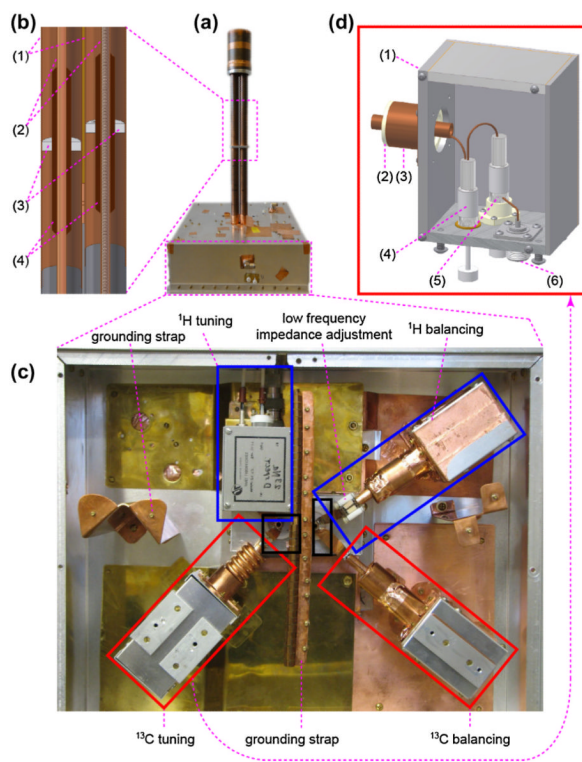 (b)
(a)
(d)
(1)
(1)
(2)
(3)
(2)
(3)
(4)
(4)
(5)
(6)
¹H tuning
low frequency
impedance adjustment
¹H balancing
grounding strap
(c)
¹³C tuning
grounding strap
¹³C balancing